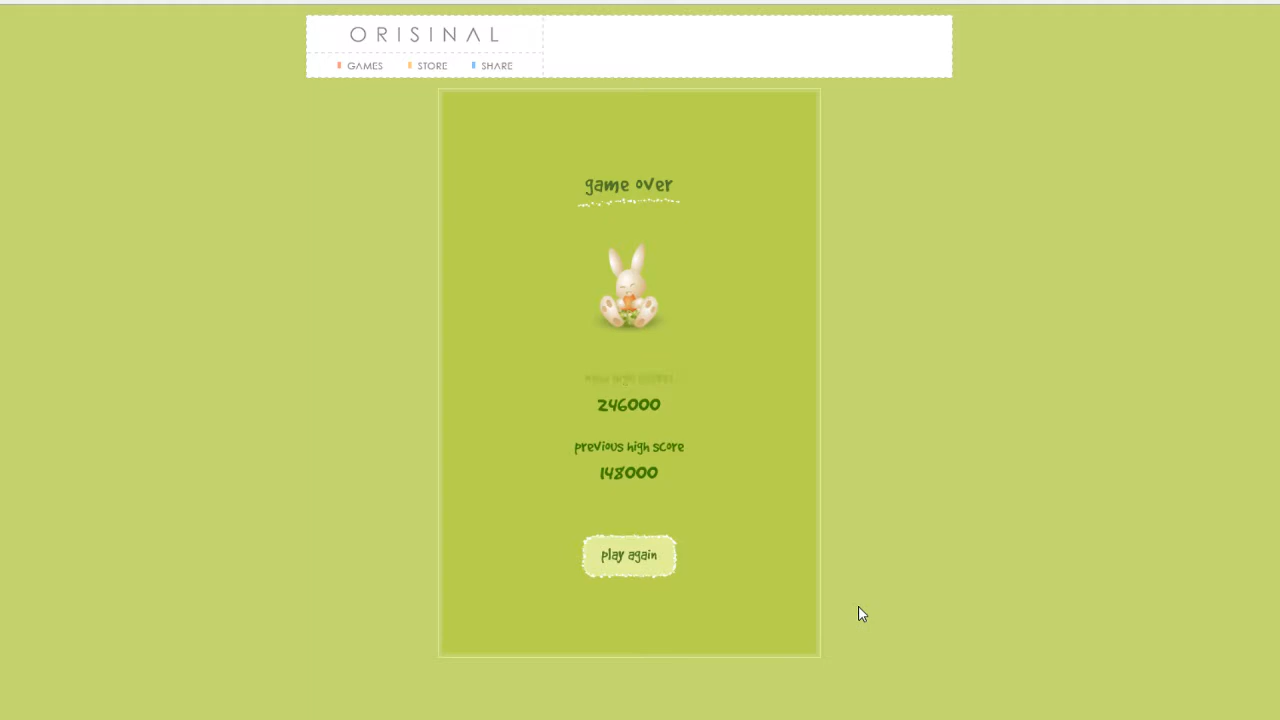 ORISINAL
GAMES STORE SHARE
game over
246000
previous high score
148000
play again